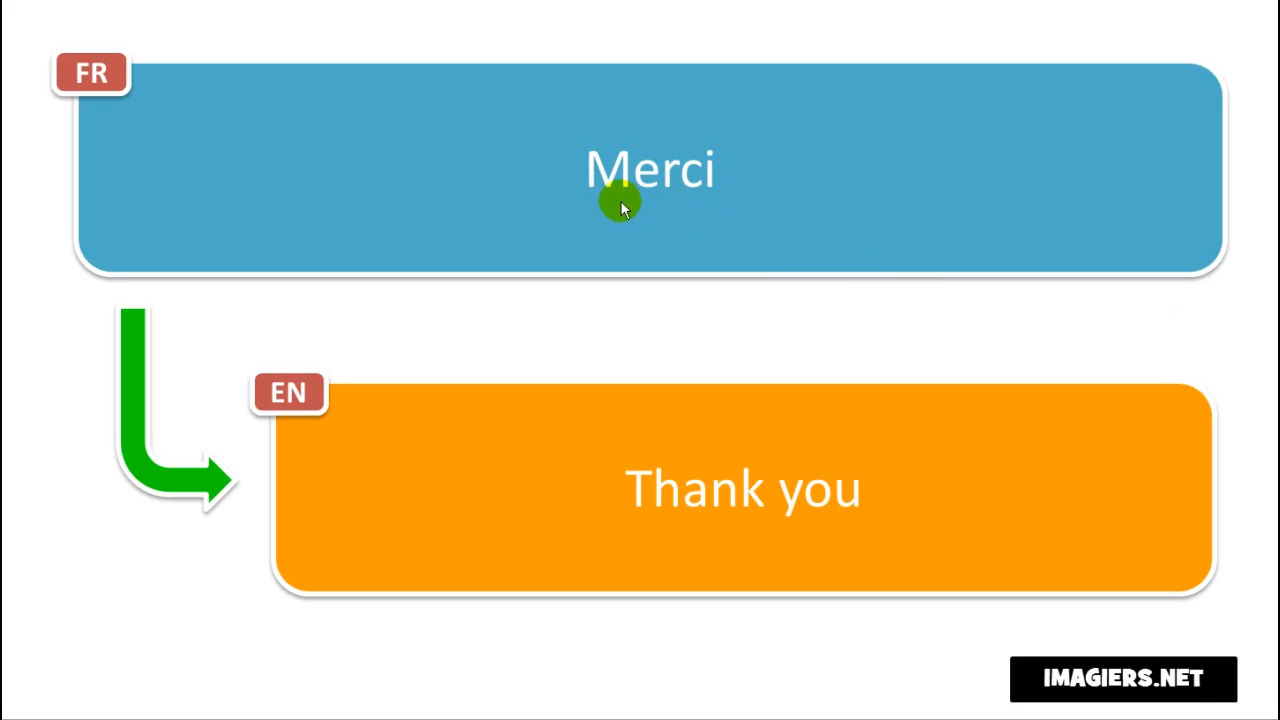 FR
Merci
EN
Thank you
IMAGIERS.NET